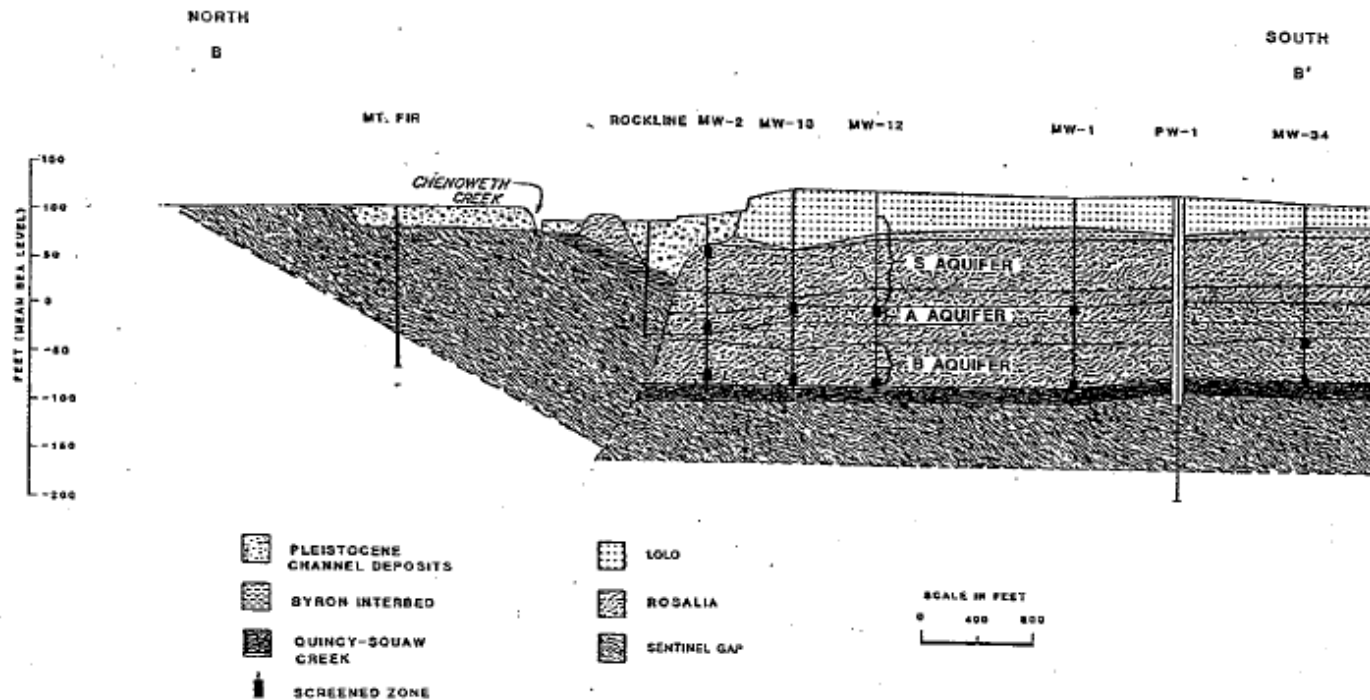 NORTH
B
SOUTH
B'
MT. FIR
ROCKLINE
MW-2
MW-13
MW-12
MW-1
PW-1
MW-34
CHENOWETH
CREEK
FEET (MEAN SEA LEVEL)
150
100
50
0
-50
-100
-150
-200
S AQUIFER
A AQUIFER
B AQUIFER
PLEISTOCENE
CHANNEL DEPOSITS
BYRON INTERBED
QUINCY-SQUAW
CREEK
SCREENED ZONE
LOLO
ROSALIA
SENTINEL GAP
SCALE IN FEET
0 400 800